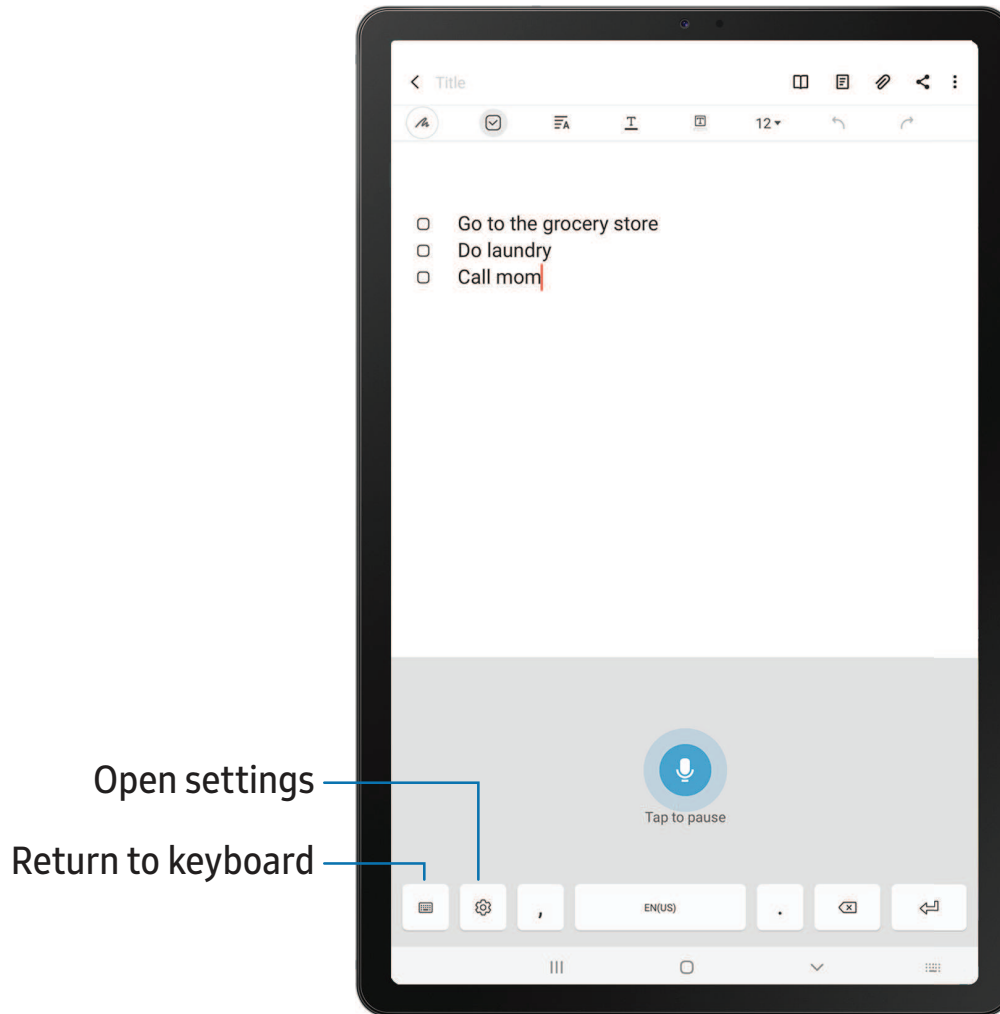 Title
12
Go to the grocery store
Do laundry
Call mom
Open settings
Tap to pause
Return to keyboard
, EN(US) .